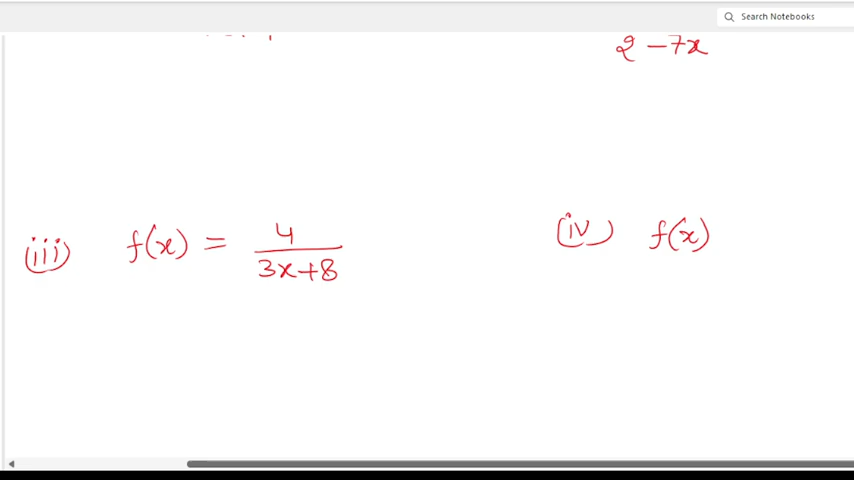 Search Notebooks
2 - 7x
(iii) f(x) = 4 / 3x+8
(iv) f(x)